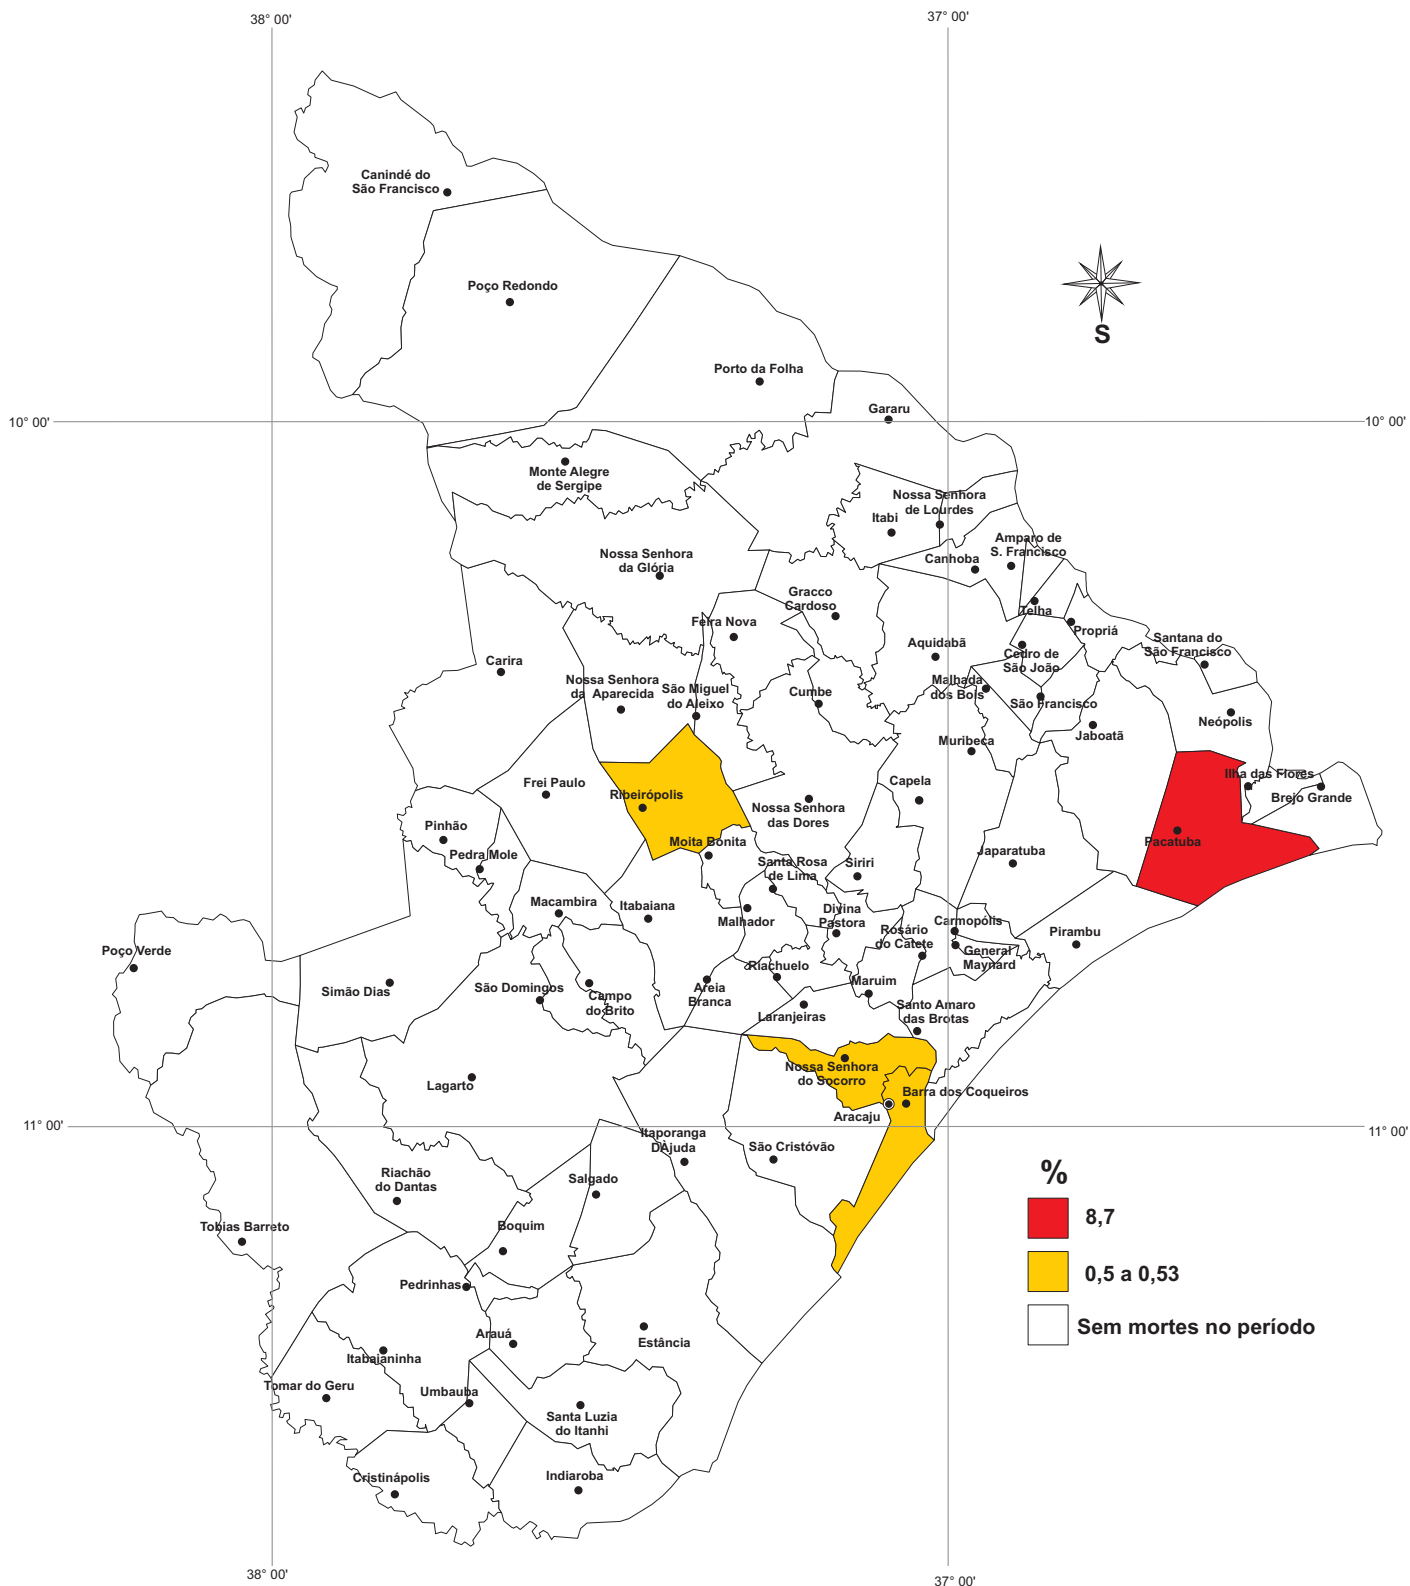 38° 00'
37° 00'
Canindé do
São Francisco
Poço Redondo
S
Porto da Folha
Gararu
10° 00'
10° 00'
Monte Alegre
de Sergipe
Nossa Senhora
de Lourdes
Itabi
Amparo de
S. Francisco
Canhoba
Nossa Senhora
da Glória
Gracco
Cardoso
Telha
Feira Nova
Propriá
Santana do
São Francisco
Aquidabã
Cedro de
São João
Carira
Nossa Senhora
da Aparecida
São Miguel
do Aleixo
Cumbe
Malhada
dos Bois
São Francisco
Neópolis
Jaboatã
Muribeca
Ilha das Flores
Brejo Grande
Frei Paulo
Ribeirópolis
Capela
Nossa Senhora
das Dores
Pinhão
Moita Bonita
Pacatuba
Pedra Mole
Santa Rosa
de Lima
Siriri
Japaratuba
Macambira
Itabaiana
Malhador
Divina
Pastora
Carmópolis
Rosário
do Catete
Pirambu
General
Maynard
Poço Verde
Simão Dias
São Domingos
Campo
do Brito
Areia
Branca
Riachuelo
Maruim
Laranjeiras
Santo Amaro
das Brotas
Lagarto
Nossa Senhora
do Socorro
Barra dos Coqueiros
Aracaju
11° 00'
11° 00'
Itaporanga
DÀjuda
São Cristóvão
Riachão
do Dantas
Salgado
Tobias Barreto
Boquim
Pedrinhas
Arauá
Estância
Itabaianinha
Tomar do Geru
Umbauba
Santa Luzia
do Itanhi
Cristinápolis
Indiaroba
%
8,7
0,5 a 0,53
Sem mortes no período
38° 00'
37° 00'